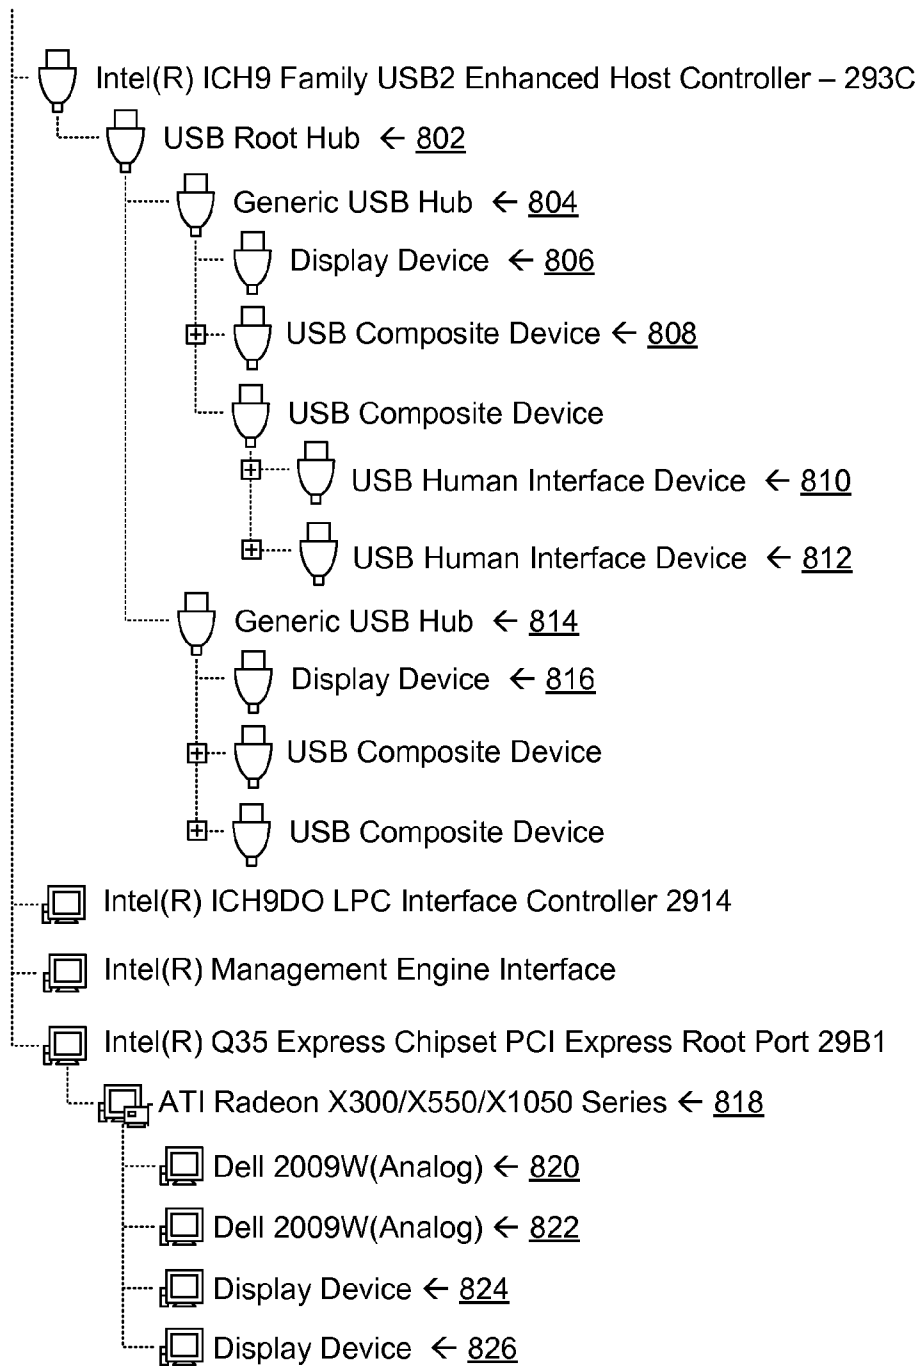 Intel(R) ICH9 Family USB2 Enhanced Host Controller – 293C
USB Root Hub ← 802
Generic USB Hub ← 804
Display Device ← 806
USB Composite Device ← 808
USB Composite Device
USB Human Interface Device ← 810
USB Human Interface Device ← 812
Generic USB Hub ← 814
Display Device ← 816
USB Composite Device
USB Composite Device
Intel(R) ICH9DO LPC Interface Controller 2914
Intel(R) Management Engine Interface
Intel(R) Q35 Express Chipset PCI Express Root Port 29B1
ATI Radeon X300/X550/X1050 Series ← 818
Dell 2009W(Analog) ← 820
Dell 2009W(Analog) ← 822
Display Device ← 824
Display Device ← 826